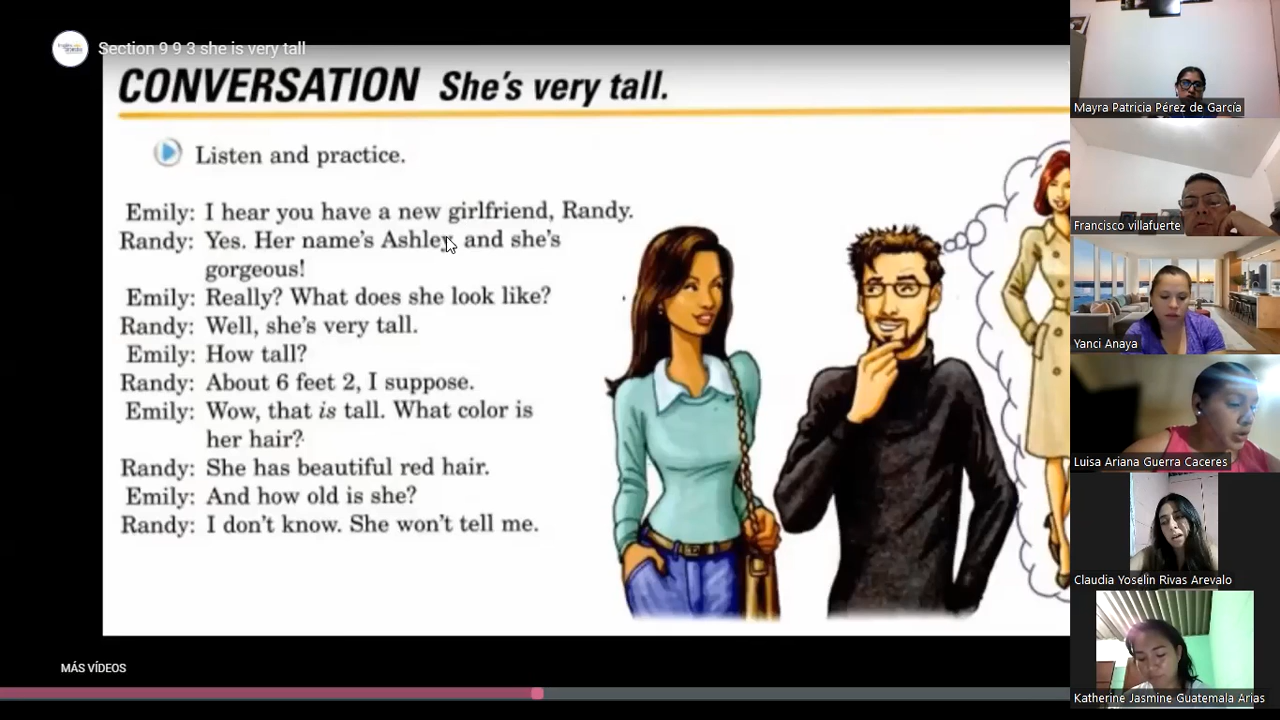 Section 9 9 3 she is very tall
CONVERSATION She's very tall.
Listen and practice.
Emily: I hear you have a new girlfriend, Randy.
Randy: Yes. Her name's Ashley, and she's
gorgeous!
Emily: Really? What does she look like?
Randy: Well, she's very tall.
Emily: How tall?
Randy: About 6 feet 2, I suppose.
Emily: Wow, that is tall. What color is
her hair?
Randy: She has beautiful red hair.
Emily: And how old is she?
Randy: I don't know. She won't tell me.
MÁS VÍDEOS
Mayra Patricia Pérez de García
Francisco villafuerte
Yanci Anaya
Luisa Ariana Guerra Caceres
Claudia Yoselin Rivas Arevalo
Katherine Jasmine Guatemala Arias